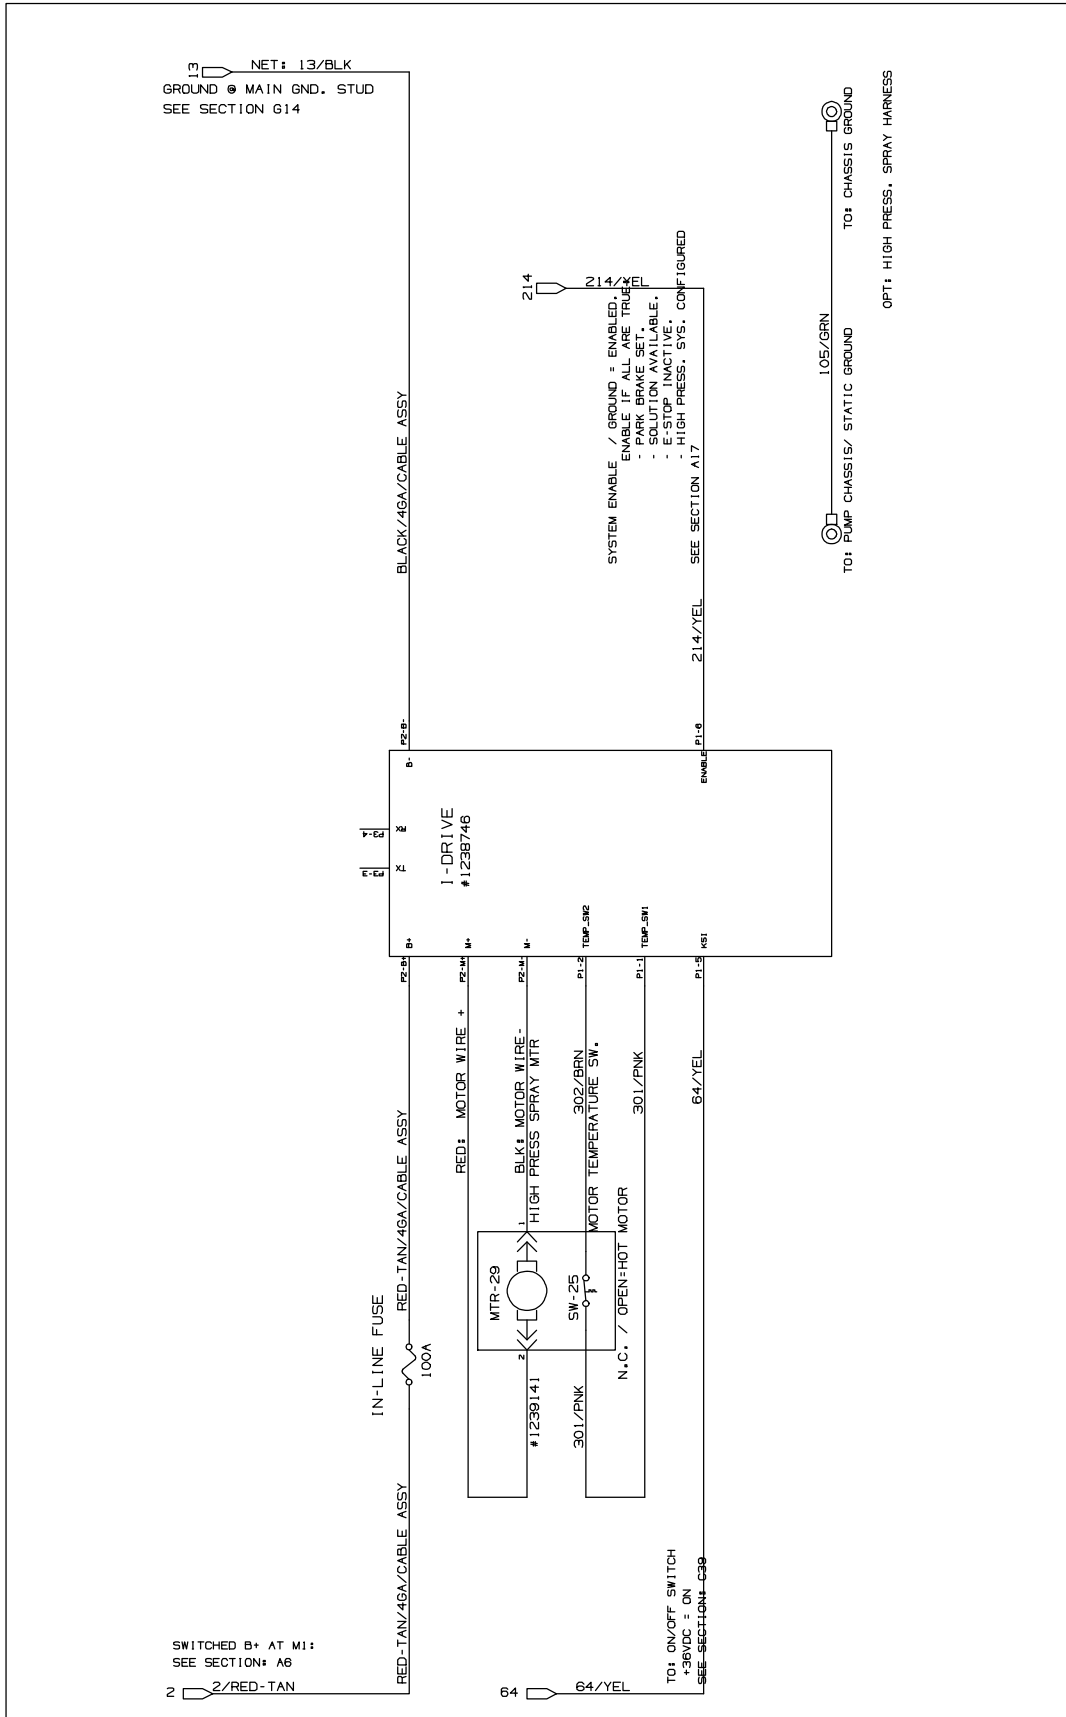 13
NET: 13/BLK
GROUND @ MAIN GND. STUD
SEE SECTION G14
BLACK/4GA/CABLE ASSY
214
214/YEL
SYSTEM ENABLE / GROUND = ENABLED.
ENABLE IF ALL ARE TRUE:
- PARK BRAKE SET.
- SOLUTION AVAILABLE.
- E-STOP INACTIVE.
- HIGH PRESS. SYS. CONFIGURED
SEE SECTION A17
214/YEL
TO: CHASSIS GROUND
105/GRN
TO: PUMP CHASSIS/ STATIC GROUND
OPT: HIGH PRESS. SPRAY HARNESS
P2-B-
B-
P1-6
ENABLE
P3-4
RX
P3-3
TX
I-DRIVE
#1238746
B+
P2-B+
M+
P2-M+
M-
P2-M-
TEMP_SW2
P1-2
TEMP_SW1
P1-1
KSI
P1-5
RED: MOTOR WIRE +
BLK: MOTOR WIRE-
HIGH PRESS SPRAY MTR
302/BRN
MOTOR TEMPERATURE SW.
301/PNK
64/YEL
RED-TAN/4GA/CABLE ASSY
IN-LINE FUSE
100A
MTR-29
1
2
SW-25
N.C. / OPEN=HOT MOTOR
#1239141
301/PNK
RED-TAN/4GA/CABLE ASSY
SWITCHED B+ AT M1:
SEE SECTION: A6
2
2/RED-TAN
TO: ON/OFF SWITCH
+36VDC = ON
SEE SECTION: C39
64
64/YEL